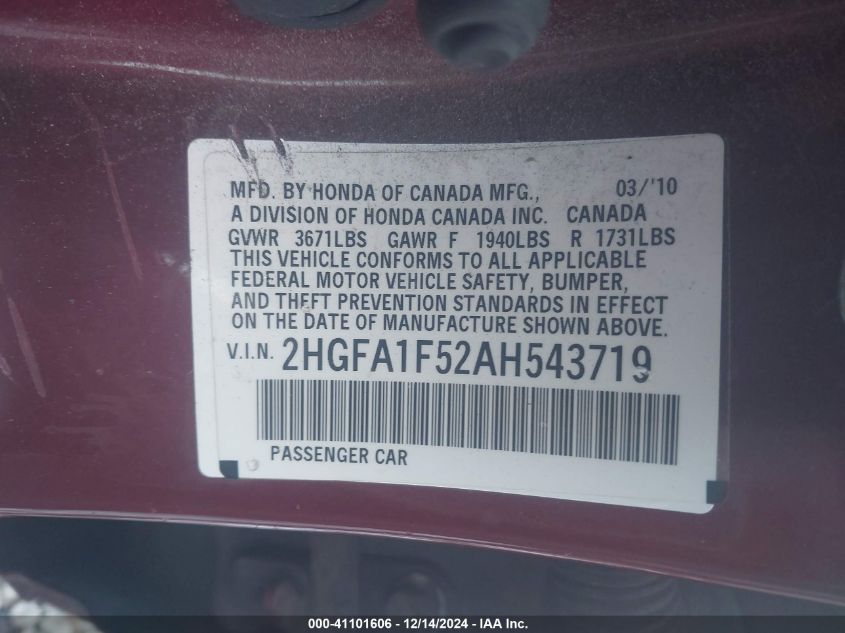 MFD. BY HONDA OF CANADA MFG., 03/'10
A DIVISION OF HONDA CANADA INC. CANADA
GVWR 3671LBS GAWR F 1940LBS R 1731LBS
THIS VEHICLE CONFORMS TO ALL APPLICABLE
FEDERAL MOTOR VEHICLE SAFETY, BUMPER,
AND THEFT PREVENTION STANDARDS IN EFFECT
ON THE DATE OF MANUFACTURE SHOWN ABOVE.
V.I.N. 2HGFA1F52AH543719
PASSENGER CAR
000-41101606 - 12/14/2024 - IAA Inc.